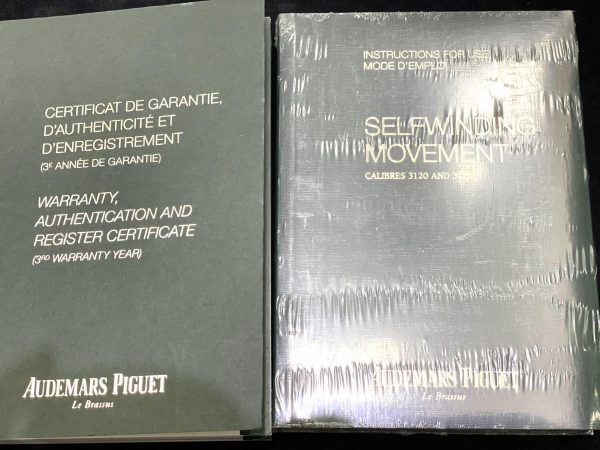 CERTIFICAT DE GARANTIE,
D'AUTHENTICITÉ ET
D'ENREGISTREMENT
(3E ANNÉE DE GARANTIE)
WARRANTY,
AUTHENTICATION AND
REGISTER CERTIFICATE
(3RD WARRANTY YEAR)
AUDEMARS PIGUET
Le Brassus
INSTRUCTIONS FOR USE
MODE D'EMPLOI
SELFWINDING
MOVEMENT
CALIBRES 3120 AND
AUDEMARS PIGUET
Le Brassus